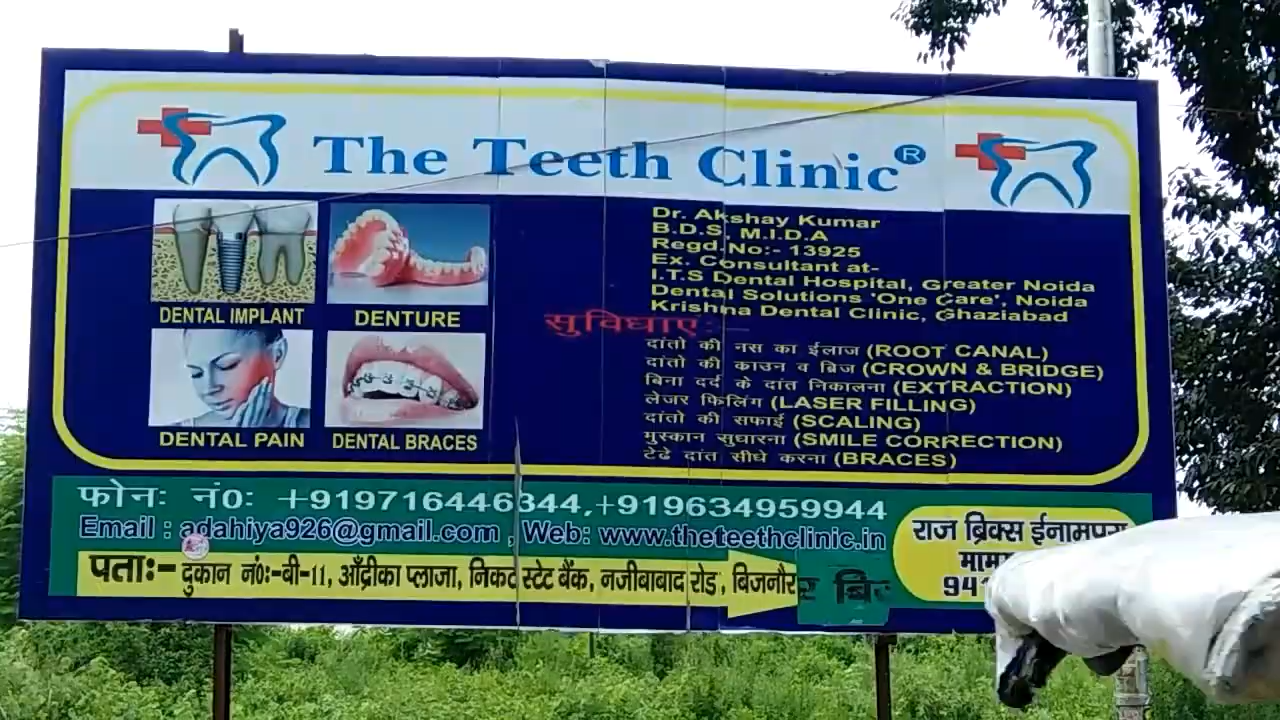 The Teeth Clinic®
DENTAL IMPLANT
DENTURE
DENTAL PAIN
DENTAL BRACES
Dr. Akshay Kumar
B.D.S, M.I.D.A
Regd.No:- 13925
Ex. Consultant at-
I.T.S Dental Hospital, Greater Noida
Dental Solutions 'One Care', Noida
Krishna Dental Clinic, Ghaziabad
सुविधाए:-
दांतो की नस का ईलाज (ROOT CANAL)
दांतो की काउन व ब्रिज (CROWN & BRIDGE)
बिना दर्द के दांत निकालना (EXTRACTION)
लेजर फिलिंग (LASER FILLING)
दांतो की सफाई (SCALING)
मुस्कान सुधारना (SMILE CORRECTION)
टेढे दांत सीधे करना (BRACES)
फोनः नं0: +919716446344,+919634959944
Email : adahiya926@gmail.com , Web: www.theteethclinic.in
पताः- दुकान नं0:-बी-11, आँद्रीका प्लाजा, निकट स्टेट बैंक, नजीबाबाद रोड, बिजनौर
राज ब्रिक्स ईनामपुरा